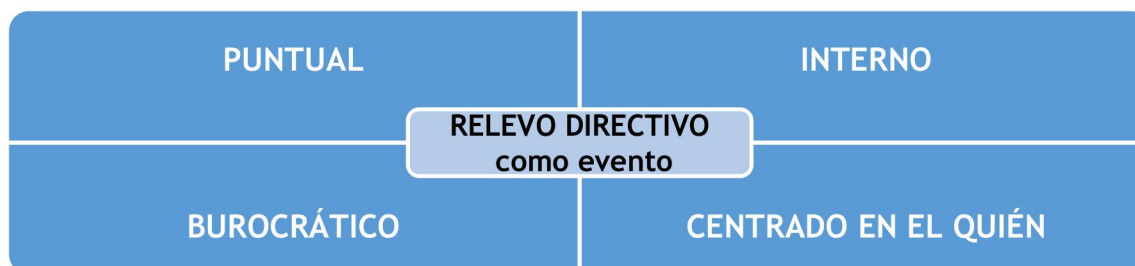 PUNTUAL
INTERNO
RELEVO DIRECTIVO
como evento
BUROCRÁTICO
CENTRADO EN EL QUIÉN